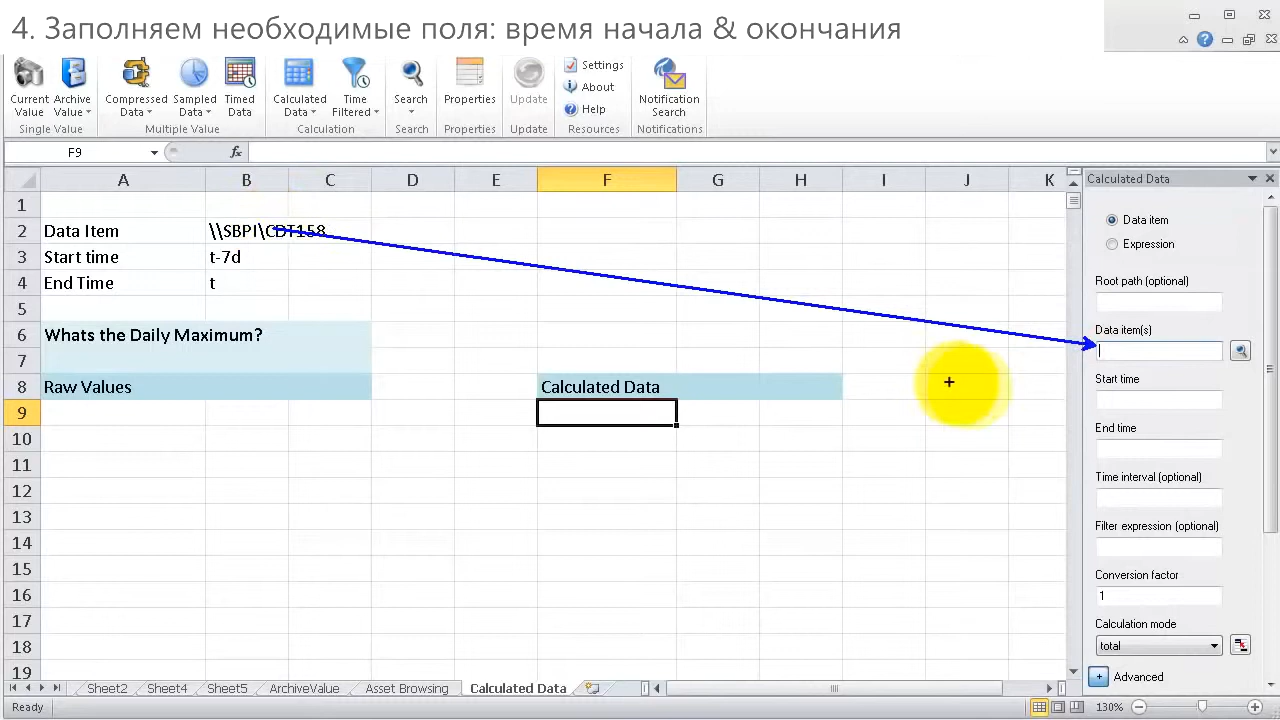 4. Заполняем необходимые поля: время начала & окончания
Current Value
Archive Value
Single Value
Compressed Data
Sampled Data
Timed Data
Multiple Value
Calculated Data
Time Filtered
Calculation
Search
Search
Properties
Properties
Update
Update
Settings
About
Help
Resources
Notification Search
Notifications
F9
fx
A B C D E F G H I J K
1
2 Data Item \\SBPI\CDT158
3 Start time t-7d
4 End Time t
5
6 Whats the Daily Maximum?
7
8 Raw Values Calculated Data
9
10
11
12
13
14
15
16
17
18
19
Calculated Data
Data item
Expression
Root path (optional)
Data item(s)
Start time
End time
Time interval (optional)
Filter expression (optional)
Conversion factor
1
Calculation mode
total
Advanced
Sheet2 Sheet4 Sheet5 ArchiveValue Asset Browsing Calculated Data
Ready 130%